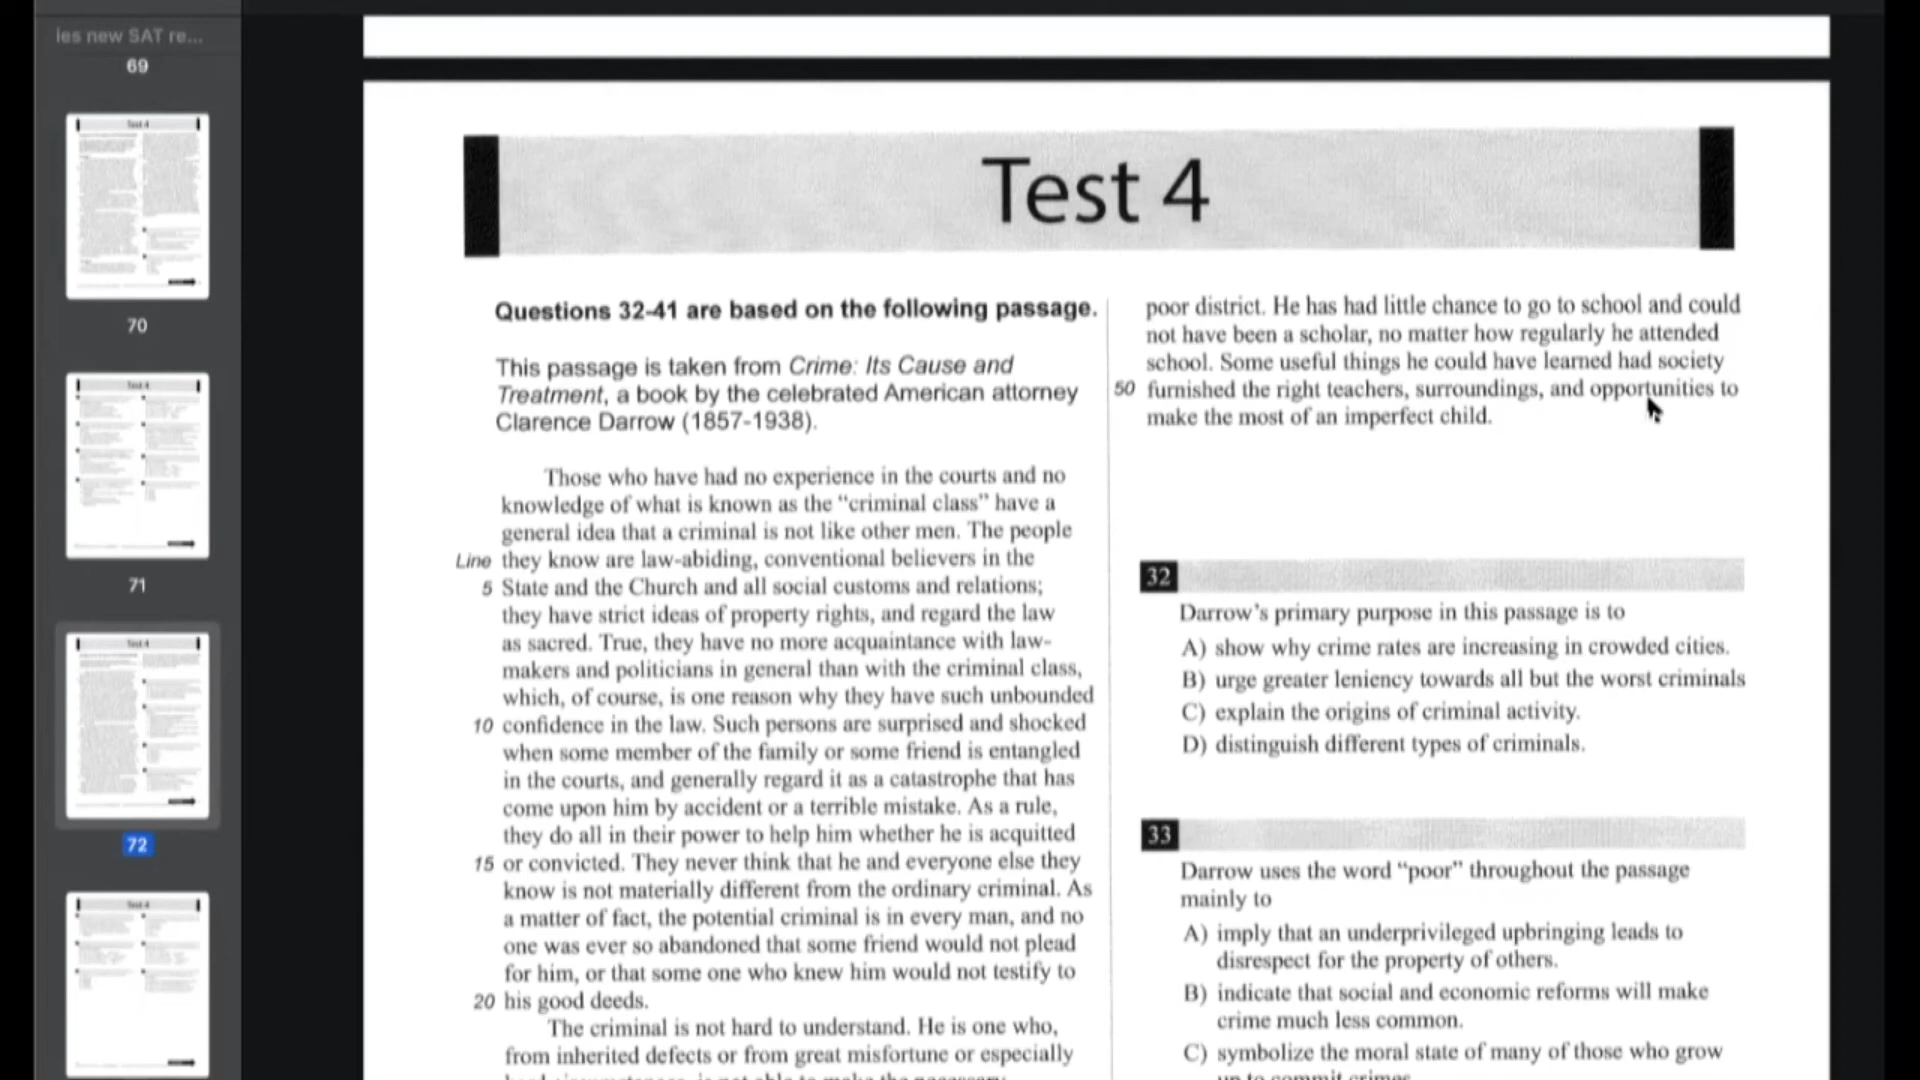 ies new SAT re...
69
70
71
72
Test 4
Questions 32-41 are based on the following passage.
This passage is taken from Crime: Its Cause and
Treatment, a book by the celebrated American attorney
Clarence Darrow (1857-1938).
Those who have had no experience in the courts and no
knowledge of what is known as the “criminal class” have a
general idea that a criminal is not like other men. The people
Line they know are law-abiding, conventional believers in the
5 State and the Church and all social customs and relations;
they have strict ideas of property rights, and regard the law
as sacred. True, they have no more acquaintance with law-
makers and politicians in general than with the criminal class,
which, of course, is one reason why they have such unbounded
10 confidence in the law. Such persons are surprised and shocked
when some member of the family or some friend is entangled
in the courts, and generally regard it as a catastrophe that has
come upon him by accident or a terrible mistake. As a rule,
they do all in their power to help him whether he is acquitted
15 or convicted. They never think that he and everyone else they
know is not materially different from the ordinary criminal. As
a matter of fact, the potential criminal is in every man, and no
one was ever so abandoned that some friend would not plead
for him, or that some one who knew him would not testify to
20 his good deeds.
The criminal is not hard to understand. He is one who,
from inherited defects or from great misfortune or especially
poor district. He has had little chance to go to school and could
not have been a scholar, no matter how regularly he attended
school. Some useful things he could have learned had society
50 furnished the right teachers, surroundings, and opportunities to
make the most of an imperfect child.
32
Darrow’s primary purpose in this passage is to
A) show why crime rates are increasing in crowded cities.
B) urge greater leniency towards all but the worst criminals
C) explain the origins of criminal activity.
D) distinguish different types of criminals.
33
Darrow uses the word “poor” throughout the passage
mainly to
A) imply that an underprivileged upbringing leads to
disrespect for the property of others.
B) indicate that social and economic reforms will make
crime much less common.
C) symbolize the moral state of many of those who grow
up to commit crimes